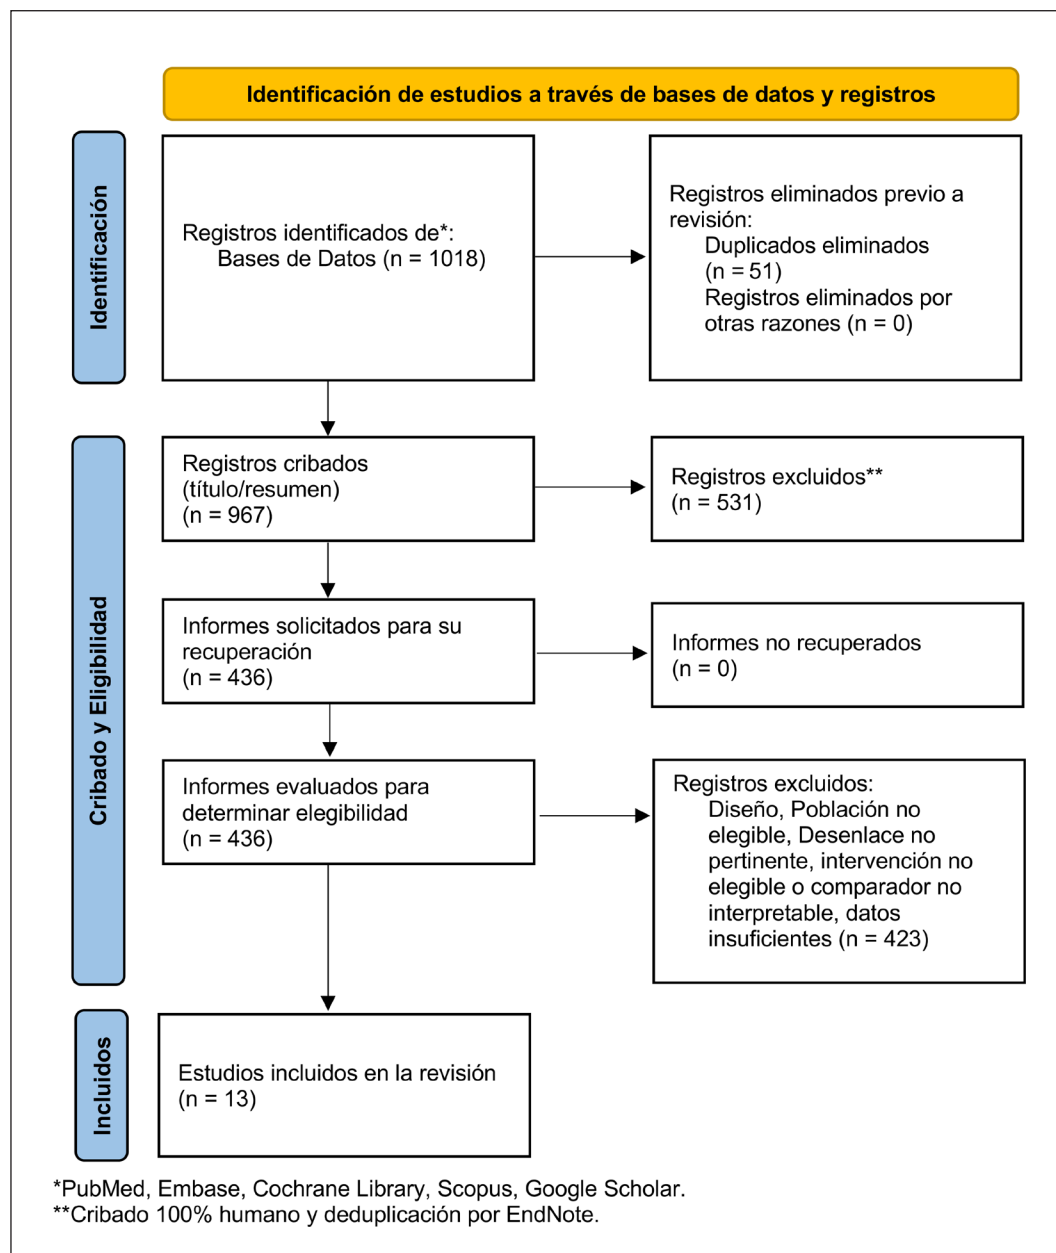 Identificación de estudios a través de bases de datos y registros
Identificación
Registros identificados de*:
Bases de Datos (n = 1018)
Registros eliminados previo a
revisión:
Duplicados eliminados
(n = 51)
Registros eliminados por
otras razones (n = 0)
Cribado y Eligibilidad
Registros cribados
(título/resumen)
(n = 967)
Registros excluidos**
(n = 531)
Informes solicitados para su
recuperación
(n = 436)
Informes no recuperados
(n = 0)
Informes evaluados para
determinar elegibilidad
(n = 436)
Registros excluidos:
Diseño, Población no
elegible, Desenlace no
pertinente, intervención no
elegible o comparador no
interpretable, datos
insuficientes (n = 423)
Incluidos
Estudios incluidos en la revisión
(n = 13)
*PubMed, Embase, Cochrane Library, Scopus, Google Scholar.
**Cribado 100% humano y deduplicación por EndNote.